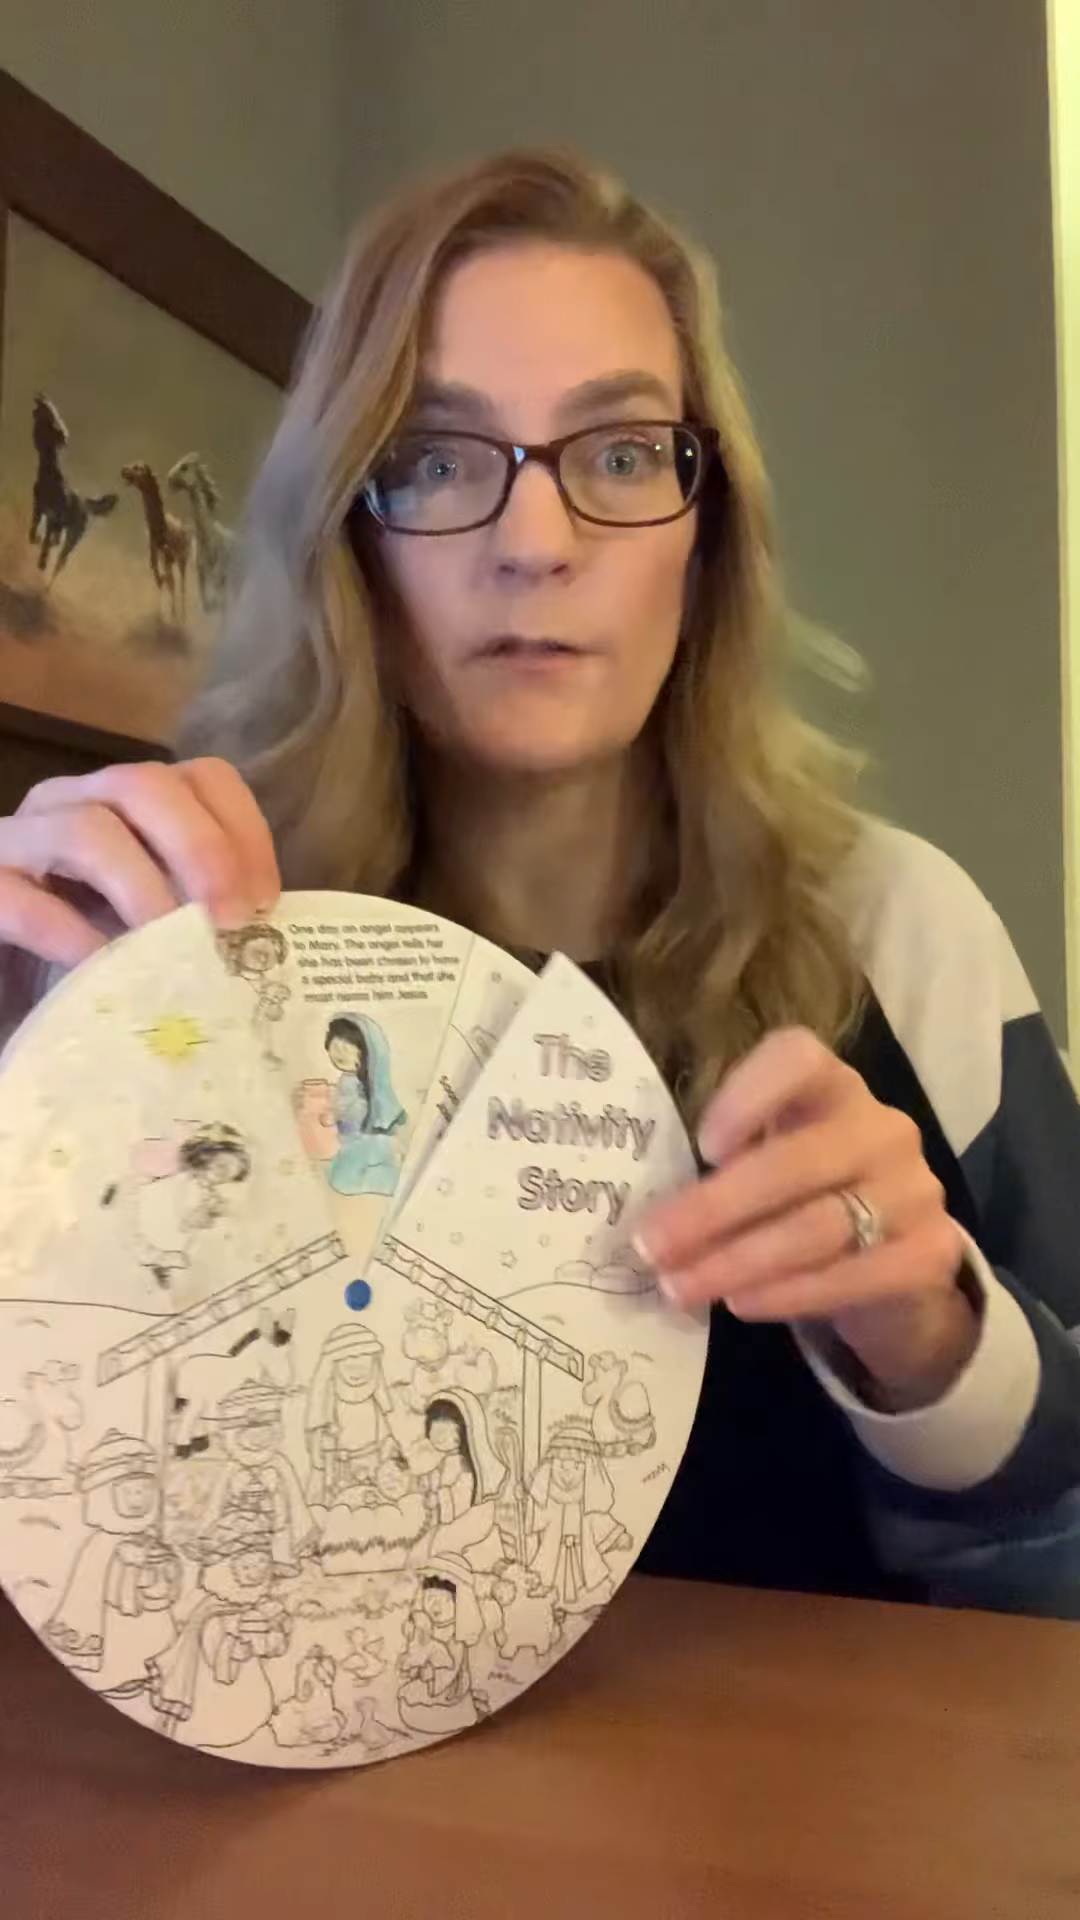 One day an angel appears
to Mary. The angel tells her
she has been chosen to have
a special baby and that she
must name him Jesus
The
Nativity
Story